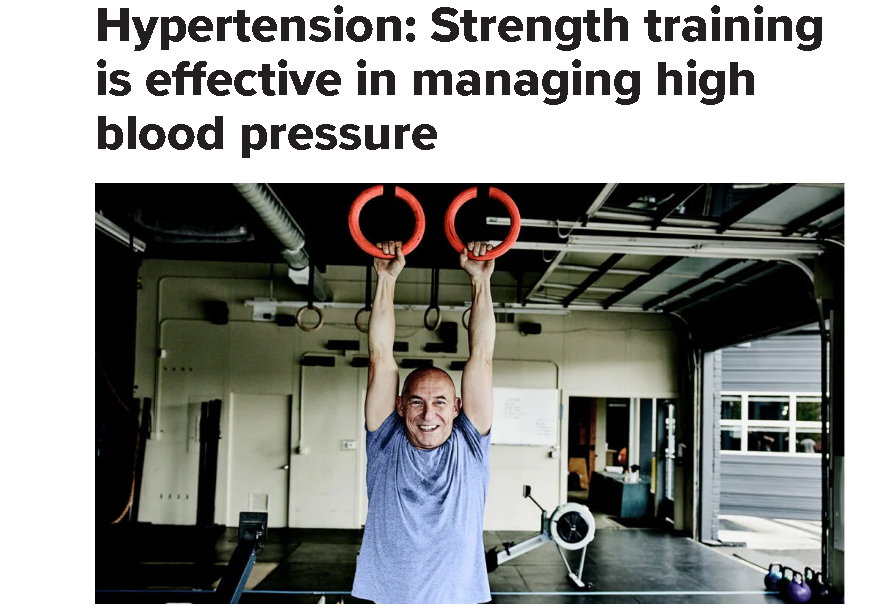 Hypertension: Strength training
is effective in managing high
blood pressure